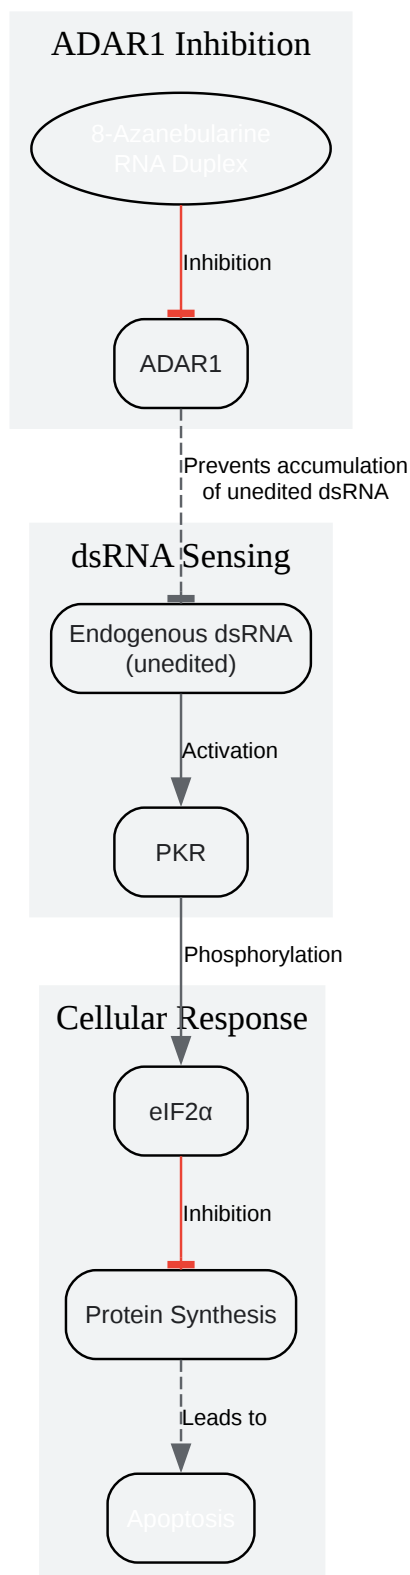 ADAR1 Inhibition
8-Azanebularine
RNA Duplex
Inhibition
ADAR1
Prevents accumulation
of unedited dsRNA
dsRNA Sensing
Endogenous dsRNA
(unedited)
Activation
PKR
Phosphorylation
Cellular Response
eIF2α
Inhibition
Protein Synthesis
Leads to
Apoptosis